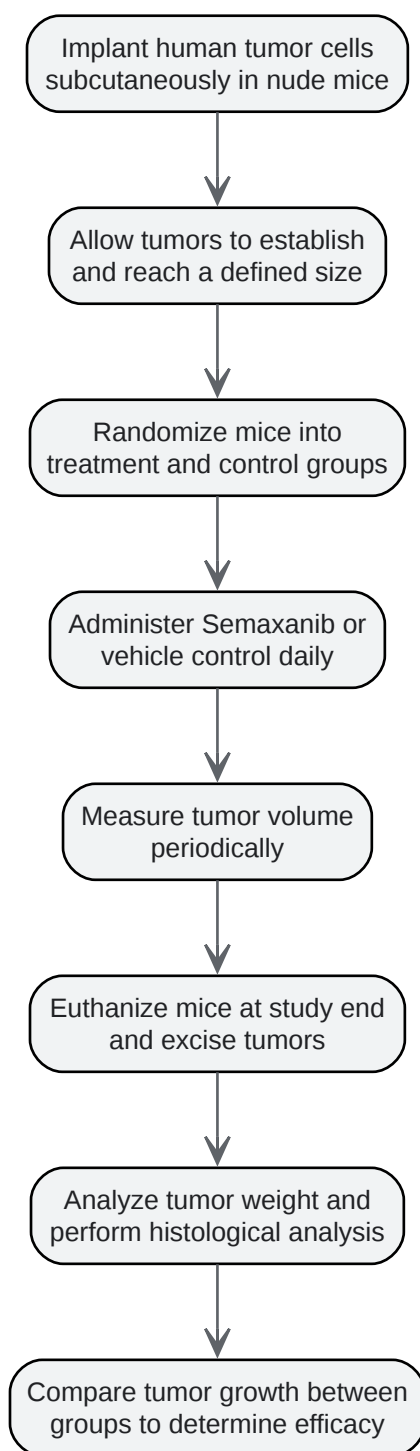 Implant human tumor cells
subcutaneously in nude mice
Allow tumors to establish
and reach a defined size
Randomize mice into
treatment and control groups
Administer Semaxanib or
vehicle control daily
Measure tumor volume
periodically
Euthanize mice at study end
and excise tumors
Analyze tumor weight and
perform histological analysis
Compare tumor growth between
groups to determine efficacy